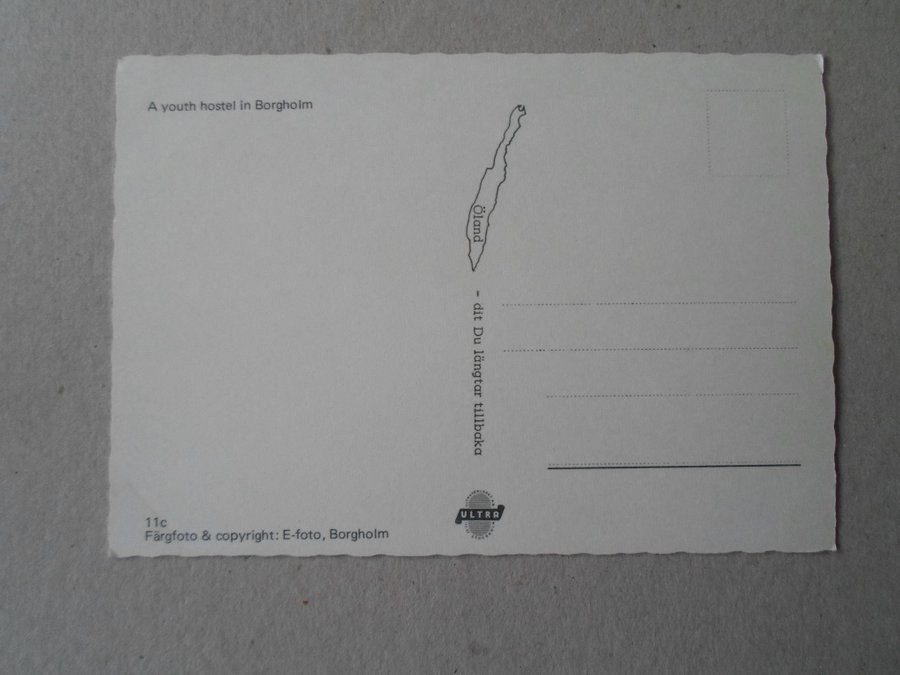 A youth hostel in Borgholm
Öland
- dit Du längtar tillbaka
11c
Färgfoto & copyright: E-foto, Borgholm
ULTRA